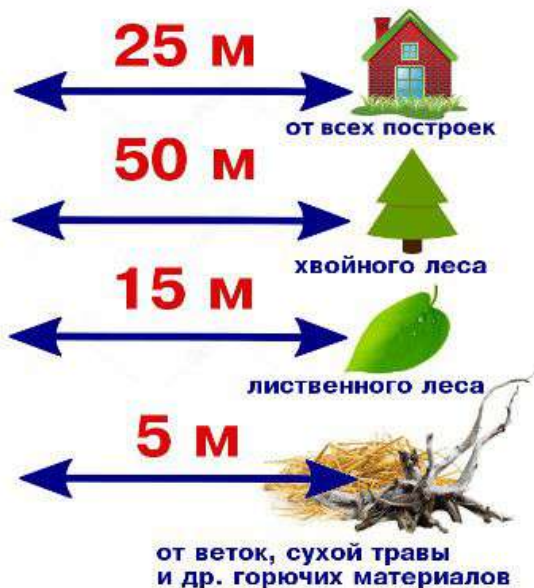 25 м
от всех построек
50 м
хвойного леса
15 м
лиственного леса
5 м
от веток, сухой травы
и др. горючих материалов